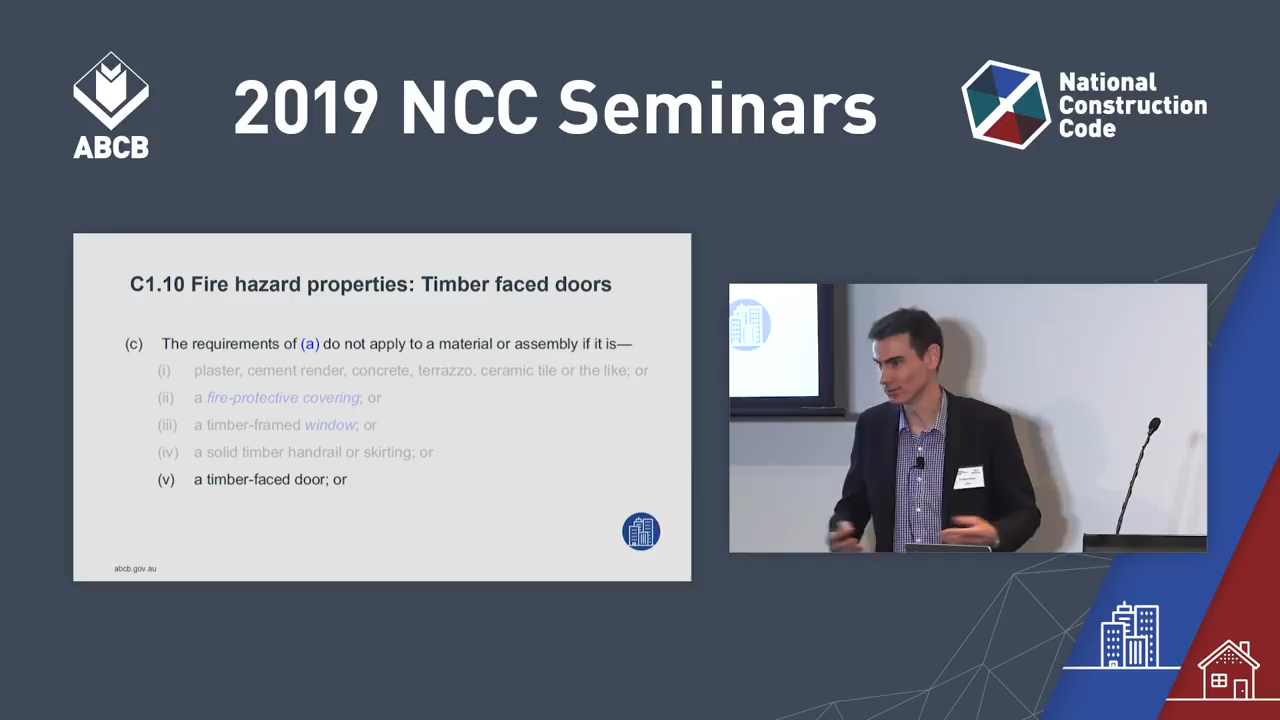 ABCB
2019 NCC Seminars
National
Construction
Code
C1.10 Fire hazard properties: Timber faced doors
(c) The requirements of (a) do not apply to a material or assembly if it is—
(i) plaster, cement render, concrete, terrazzo, ceramic tile or the like; or
(ii) a fire-protective covering; or
(iii) a timber-framed window; or
(iv) a solid timber handrail or skirting; or
(v) a timber-faced door; or
abcb.gov.au